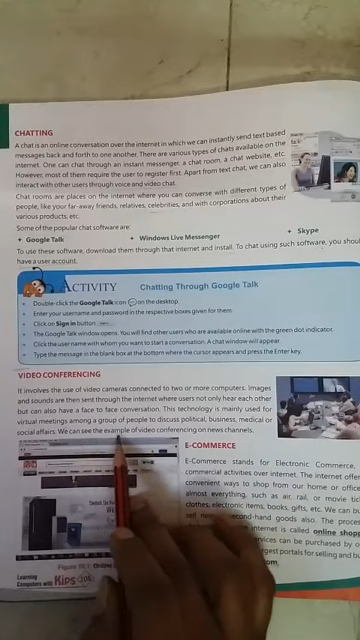 CHATTING
A chat is an online conversation over the internet in which we can instantly send text based
messages back and forth to one another. There are various types of chats available on the
internet. One can chat through an instant messenger, a chat room, a chat website, etc.
However, most of them require the user to register first. Apart from text chat, we can also
interact with other users through voice and video chat.
Chat rooms are places on the internet where you can converse with different types of
people, like your far-away friends, relatives, celebrities, and with corporations about their
various products, etc.
Some of the popular chat software are:
Google Talk
Windows Live Messenger
Skype
To use these software, download them through that internet and install. To chat using such software, you shou
have a user account.
ACTIVITY Chatting Through Google Talk
Double-click the Google Talk icon on the desktop.
Enter your username and password in the respective boxes given for them.
Click on Sign in button
The Google Talk window opens. You will find other users who are available online with the green dot indicator.
Click the user name with whom you want to start a conversation. A chat window will appear.
Type the message in the blank box at the bottom where the cursor appears and press the Enter key.
VIDEO CONFERENCING
It involves the use of video cameras connected to two or more computers. Images
and sounds are then sent through the internet where users not only hear each other
but can also have a face to face conversation. This technology is mainly used for
virtual meetings among a group of people to discuss political, business, medical or
social affairs. We can see the example of video conferencing on news channels.
E-COMMERCE
E-Commerce stands for Electronic Commerce,
commercial activities over internet. The internet offer
convenient ways to shop from our home or office
almost everything, such as air, rail, or movie tic
clothes, electronic items, books, gifts, etc. We can bu
sell new second-hand goods also. The proce
internet is called online shopp
ervices can be purchased by o
gest portals for selling and bu
om.
Figure 10.1: Online
Learning
Computers with KIPS